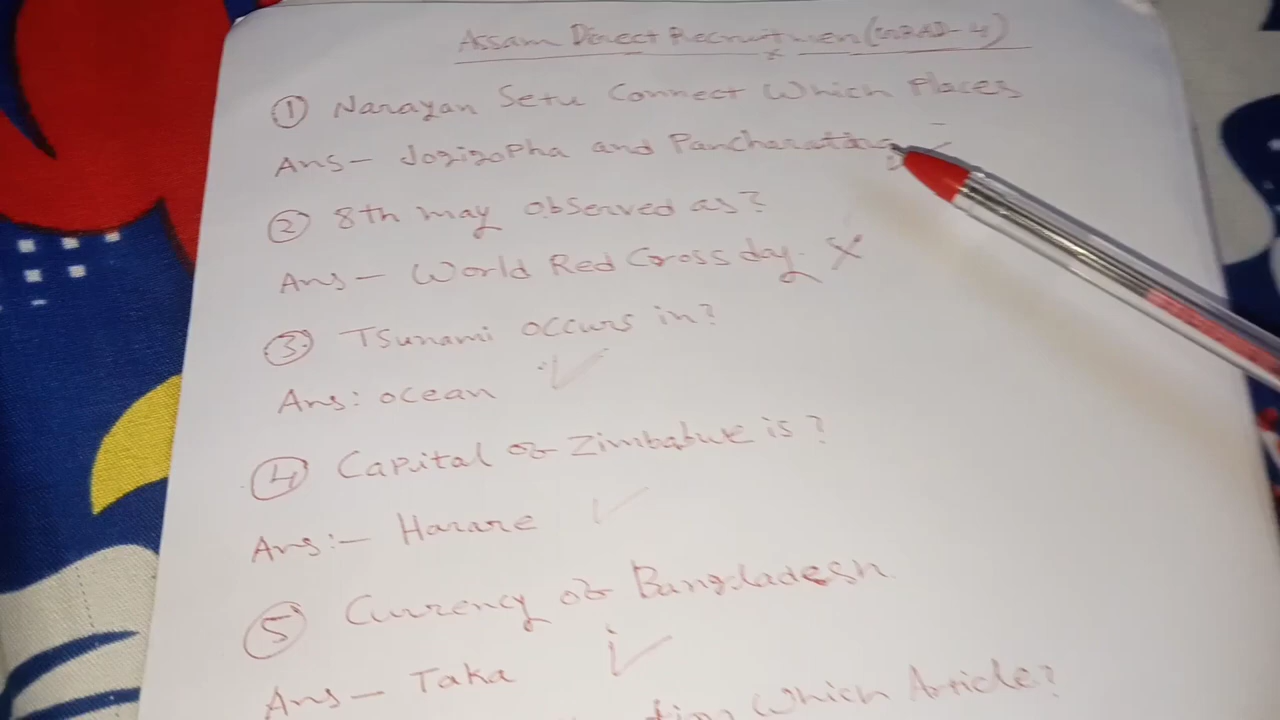 Assam Direct Recruitmen (GRAD-4)
① Narayan Setu Connect Which Places
Ans- Jogigopha and Pancharatna
② 8th may observed as?
Ans- World Red Cross day. X
③ Tsunami occurs in?
Ans: ocean
④ Capital of Zimbabwe is?
Ans:- Harare
⑤ Currency of Bangladesh
Ans- Taka
Which Article?